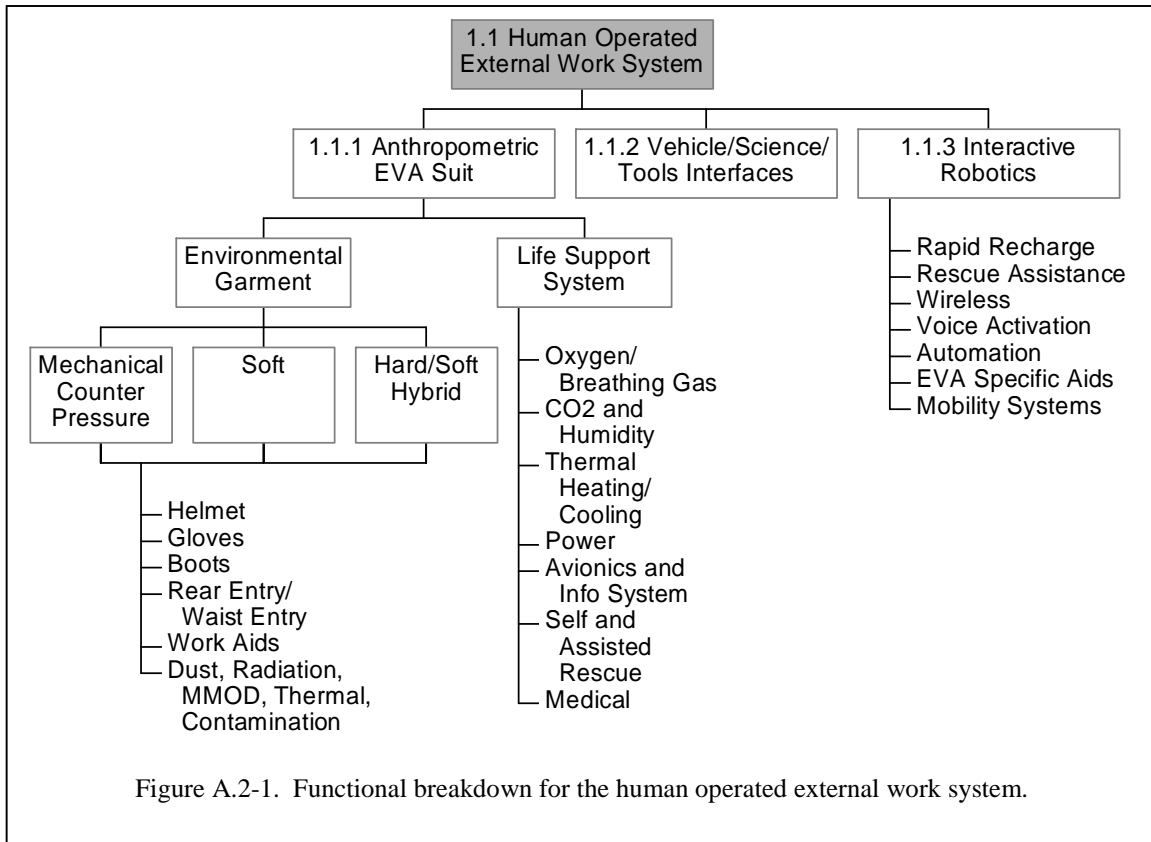 1.1 Human Operated
External Work System
1.1.1 Anthropometric
EVA Suit
1.1.2 Vehicle/Science/
Tools Interfaces
1.1.3 Interactive
Robotics
Environmental
Garment
Life Support
System
Mechanical
Counter
Pressure
Soft
Hard/Soft
Hybrid
Helmet
Gloves
Boots
Rear Entry/
Waist Entry
Work Aids
Dust, Radiation,
MMOD, Thermal,
Contamination
Oxygen/
Breathing Gas
CO2 and
Humidity
Thermal
Heating/
Cooling
Power
Avionics and
Info System
Self and
Assisted
Rescue
Medical
Rapid Recharge
Rescue Assistance
Wireless
Voice Activation
Automation
EVA Specific Aids
Mobility Systems
Figure A.2-1.  Functional breakdown for the human operated external work system.